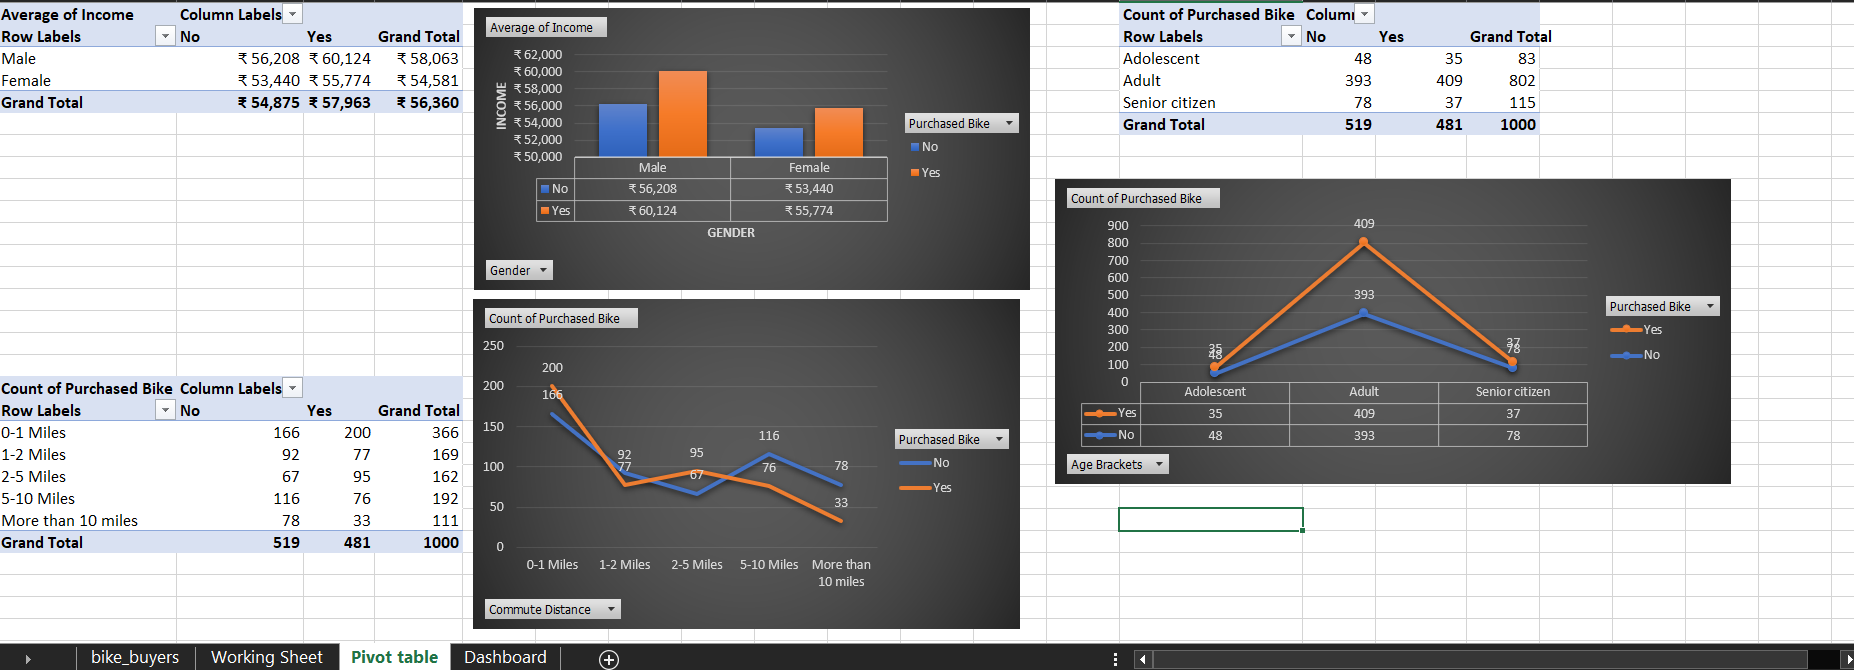 Average of Income Column Labels
Row Labels No Yes Grand Total
Male ₹ 56,208 ₹ 60,124 ₹ 58,063
Female ₹ 53,440 ₹ 55,774 ₹ 54,581
Grand Total ₹ 54,875 ₹ 57,963 ₹ 56,360
Average of Income
₹ 62,000
₹ 60,000
₹ 58,000
₹ 56,000
₹ 54,000
₹ 52,000
₹ 50,000
INCOME
Male Female
No ₹ 56,208 ₹ 53,440
Yes ₹ 60,124 ₹ 55,774
GENDER
Purchased Bike
No
Yes
Gender
Count of Purchased Bike Colum
Row Labels No Yes Grand Total
Adolescent 48 35 83
Adult 393 409 802
Senior citizen 78 37 115
Grand Total 519 481 1000
Count of Purchased Bike
900
800
700
600
500
400
300
200
100
0
409
393
35
48
37
78
Adolescent Adult Senior citizen
Yes 35 409 37
No 48 393 78
Purchased Bike
Yes
No
Age Brackets
Count of Purchased Bike Column Labels
Row Labels No Yes Grand Total
0-1 Miles 166 200 366
1-2 Miles 92 77 169
2-5 Miles 67 95 162
5-10 Miles 116 76 192
More than 10 miles 78 33 111
Grand Total 519 481 1000
Count of Purchased Bike
250
200
150
100
50
0
200
166
92
77
95
67
116
76
78
33
0-1 Miles 1-2 Miles 2-5 Miles 5-10 Miles More than
10 miles
Purchased Bike
No
Yes
Commute Distance
bike_buyers Working Sheet Pivot table Dashboard